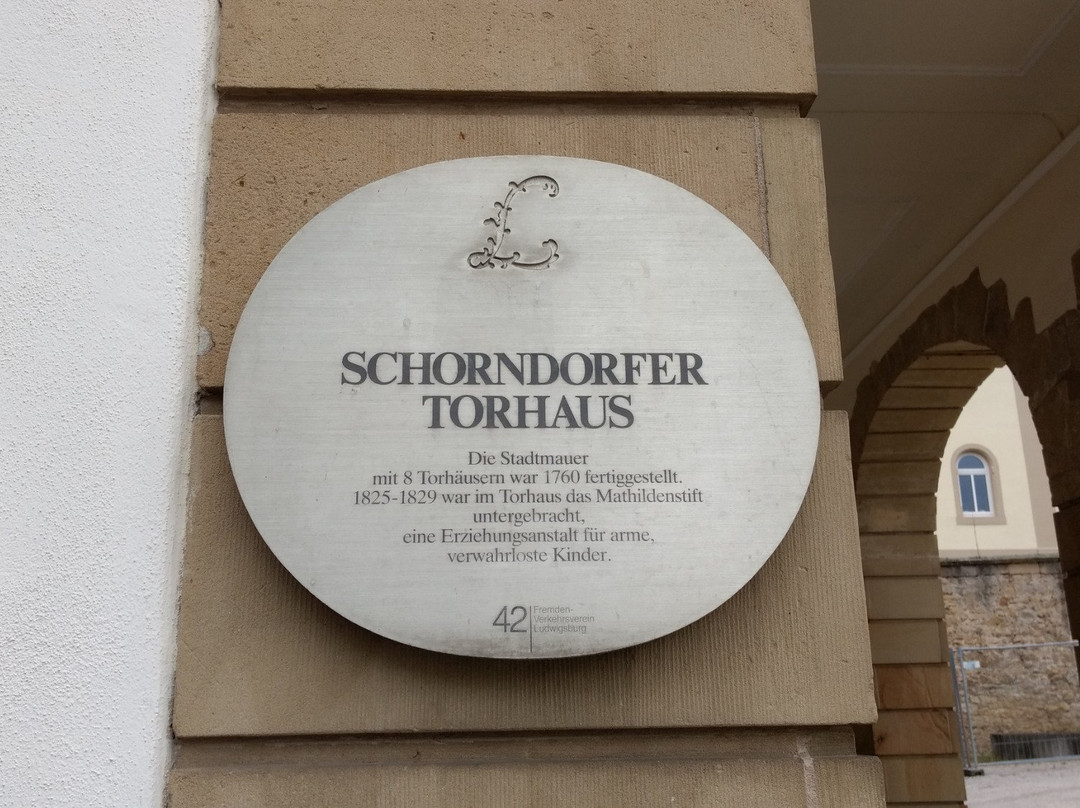 L
SCHORNDORFER
TORHAUS
Die Stadtmauer
mit 8 Torhäusern war 1760 fertiggestellt.
1825-1829 war im Torhaus das Mathildenstift
untergebracht,
eine Erziehungsanstalt für arme,
verwahrloste Kinder.
42
Fremden-
Verkehrsverein
Ludwigsburg